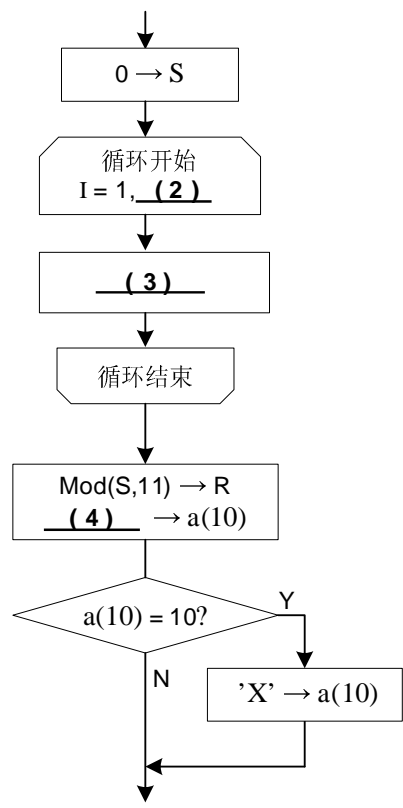 0 → S
循环开始
I = 1, (2)
(3)
循环结束
Mod(S,11) → R
(4) → a(10)
a(10) = 10?
Y
N
'X' → a(10)